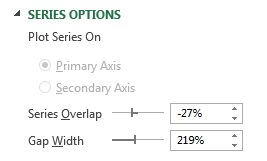 SERIES OPTIONS
Plot Series On
Primary Axis
Secondary Axis
Series Overlap -27%
Gap Width 219%